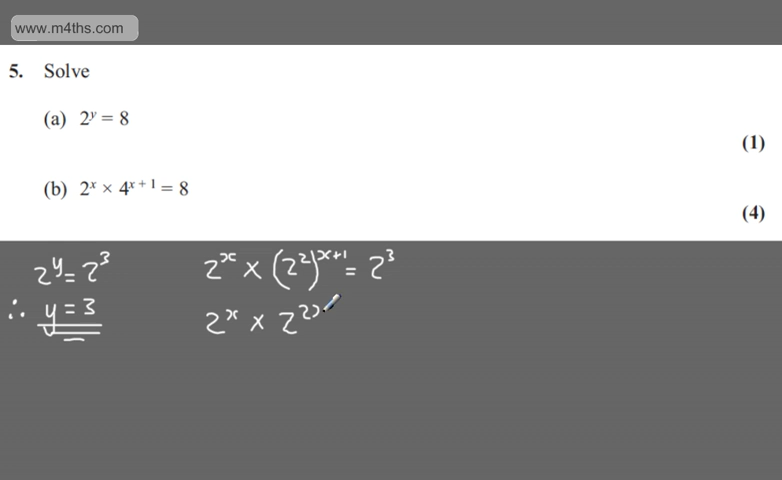 www.m4ths.com
5. Solve
(a) 2^y = 8
(1)
(b) 2^x × 4^(x + 1) = 8
(4)
2^y = 2^3
∴ y = 3
2^x × (2^2)^(x+1) = 2^3
2^x × 2^2